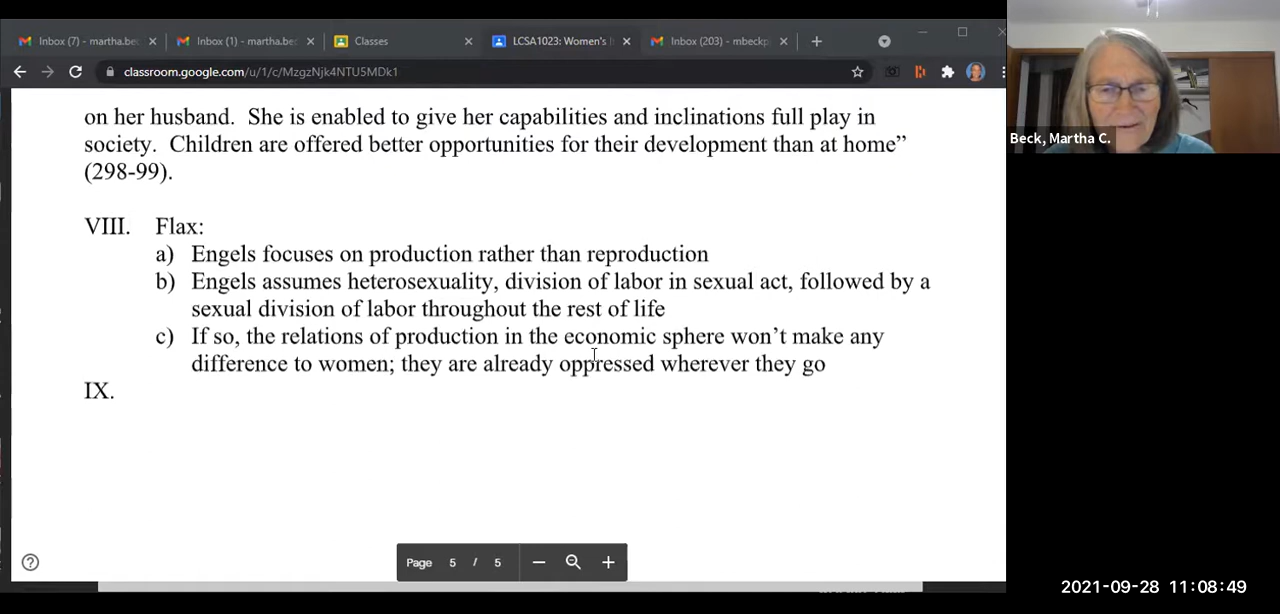 Inbox (7) - martha.bec
Inbox (1) - martha.bec
Classes
LCSA1023: Women's I
Inbox (203) - mbeckp
classroom.google.com/u/1/c/MzgzNjk4NTU5MDk1
on her husband. She is enabled to give her capabilities and inclinations full play in
society. Children are offered better opportunities for their development than at home”
(298-99).
VIII. Flax:
a) Engels focuses on production rather than reproduction
b) Engels assumes heterosexuality, division of labor in sexual act, followed by a
sexual division of labor throughout the rest of life
c) If so, the relations of production in the economic sphere won’t make any
difference to women; they are already oppressed wherever they go
IX.
Page 5 / 5
Beck, Martha C.
2021-09-28 11:08:49